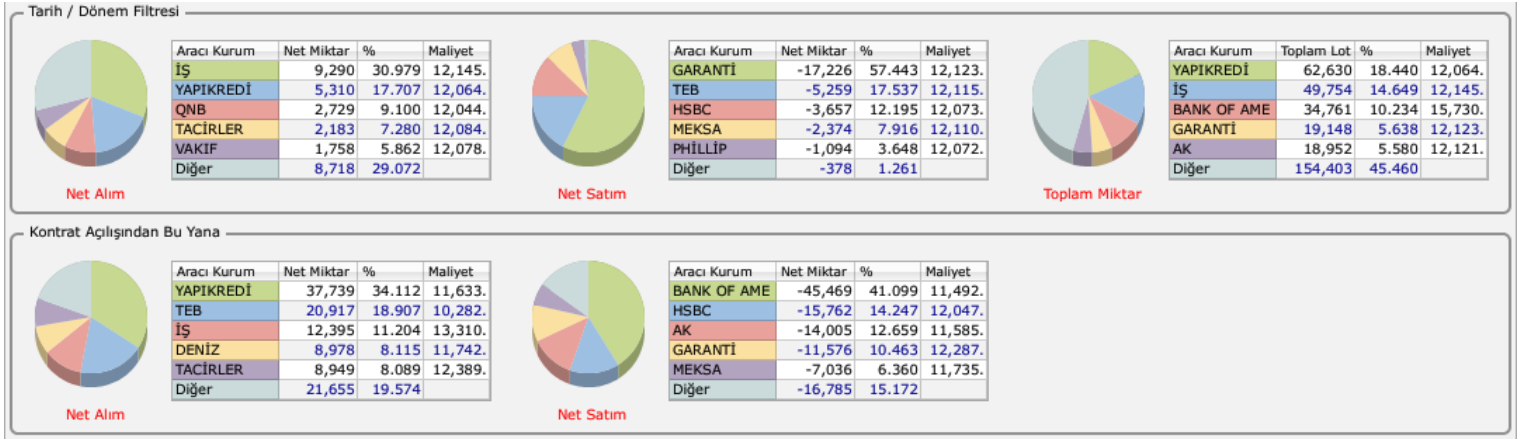 Tarih / Dönem Filtresi
Aracı Kurum Net Miktar % Maliyet
İŞ 9,290 30.979 12,145.
YAPIKREDİ 5,310 17.707 12,064.
QNB 2,729 9.100 12,044.
TACİRLER 2,183 7.280 12,084.
VAKIF 1,758 5.862 12,078.
Diğer 8,718 29.072
Net Alım
Aracı Kurum Net Miktar % Maliyet
GARANTİ -17,226 57.443 12,123.
TEB -5,259 17.537 12,115.
HSBC -3,657 12.195 12,073.
MEKSA -2,374 7.916 12,110.
PHİLLİP -1,094 3.648 12,072.
Diğer -378 1.261
Net Satım
Aracı Kurum Toplam Lot % Maliyet
YAPIKREDİ 62,630 18.440 12,064.
İŞ 49,754 14.649 12,145.
BANK OF AME 34,761 10.234 15,730.
GARANTİ 19,148 5.638 12,123.
AK 18,952 5.580 12,121.
Diğer 154,403 45.460
Toplam Miktar
Kontrat Açılışından Bu Yana
Aracı Kurum Net Miktar % Maliyet
YAPIKREDİ 37,739 34.112 11,633.
TEB 20,917 18.907 10,282.
İŞ 12,395 11.204 13,310.
DENİZ 8,978 8.115 11,742.
TACİRLER 8,949 8.089 12,389.
Diğer 21,655 19.574
Net Alım
Aracı Kurum Net Miktar % Maliyet
BANK OF AME -45,469 41.099 11,492.
HSBC -15,762 14.247 12,047.
AK -14,005 12.659 11,585.
GARANTİ -11,576 10.463 12,287.
MEKSA -7,036 6.360 11,735.
Diğer -16,785 15.172
Net Satım